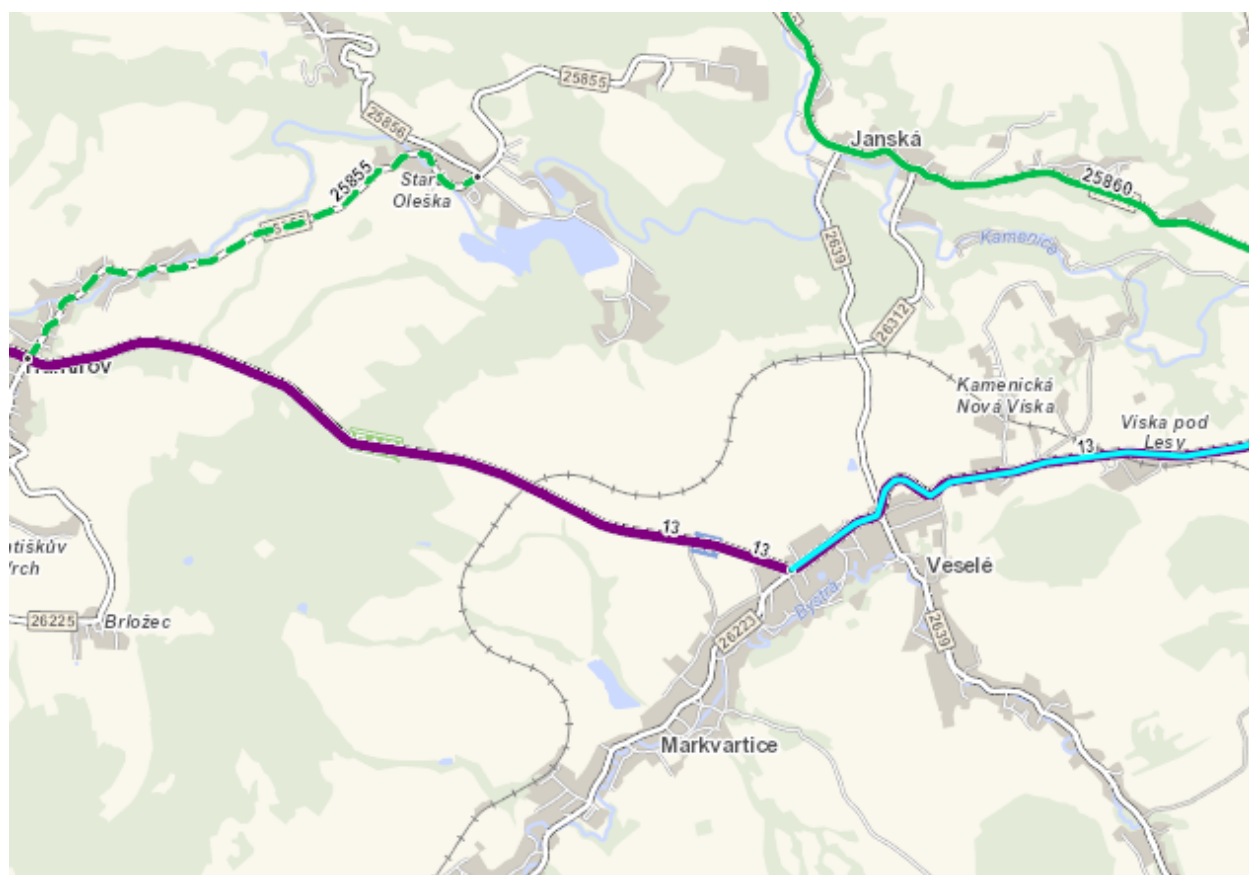 25855
Janská
25856
25855
Stará
Oleška
25860
Kamenice
2639
26312
Kamenická
Nová Víska
Víska pod
Lesy
13
13
13
Veselé
Bystrá
26225
Brložec
26223
2639
Markvartice